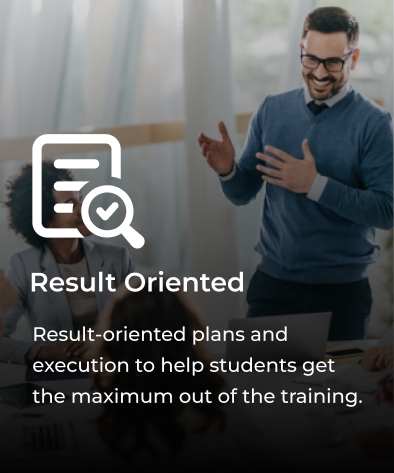 Result Oriented
Result-oriented plans and
execution to help students get
the maximum out of the training.